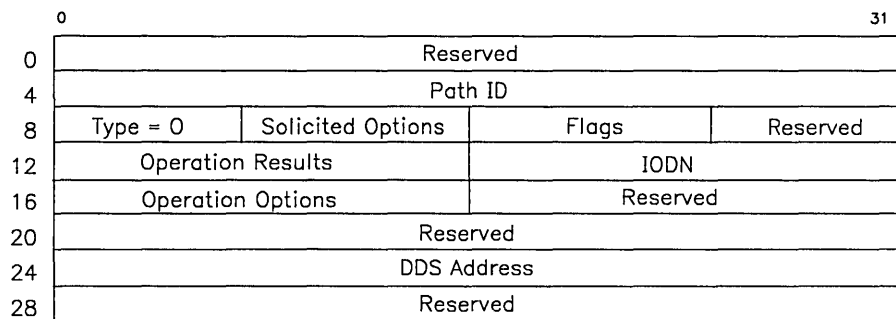 0 31
0 Reserved
4 Path ID
8 Type = 0 Solicited Options Flags Reserved
12 Operation Results IODN
16 Operation Options Reserved
20 Reserved
24 DDS Address
28 Reserved